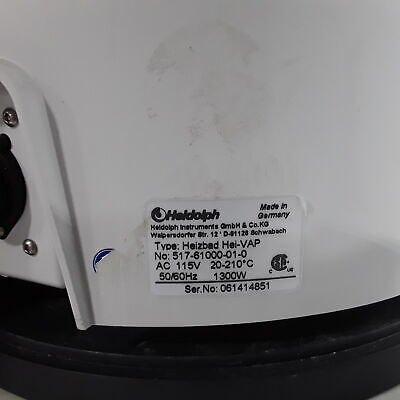 Heidolph
Made in
Germany
Heidolph Instruments GmbH & Co.KG
Walpersdorfer Str. 12 ' D-91126 Schwabach
Type: Heizbad Hei-VAP
No: 517-61000-01-0
AC 115V 20-210°C
50/60Hz 1300W
Ser.No: 061414851